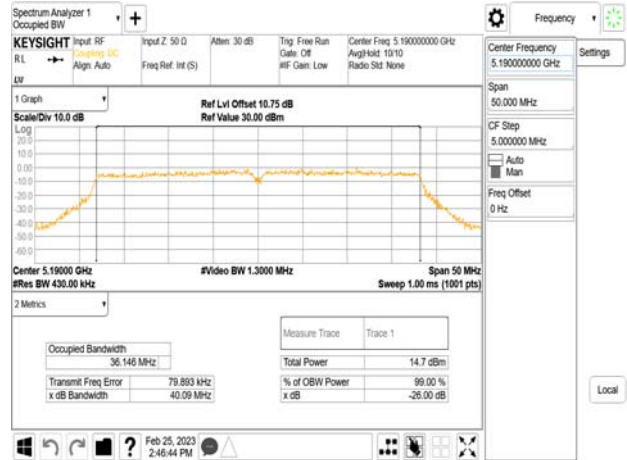 Spectrum Analyzer 1
Occupied BW
Frequency
KEYSIGHT
Input: RF
Coupling: DC
Align: Auto
Input Z: 50 Ω
Freq Ref: Int (S)
Atten: 30 dB
Trig: Free Run
Gate: Off
#IF Gain: Low
Center Freq: 5.190000000 GHz
Avg|Hold: 10/10
Radio Std: None
RL
Center Frequency
5.190000000 GHz
Settings
Span
50.000 MHz
CF Step
5.000000 MHz
Auto
Man
Freq Offset
0 Hz
Local
1 Graph
Scale/Div 10.0 dB
Ref Lvl Offset 10.75 dB
Ref Value 30.00 dBm
Log
20.0
10.0
0.00
-10.0
-20.0
-30.0
-40.0
-50.0
-60.0
Center 5.19000 GHz
#Video BW 1.3000 MHz
Span 50 MHz
#Res BW 430.00 kHz
Sweep 1.00 ms (1001 pts)
2 Metrics
Measure Trace
Trace 1
Occupied Bandwidth
36.146 MHz
Total Power
14.7 dBm
Transmit Freq Error
79.893 kHz
% of OBW Power
99.00 %
x dB Bandwidth
40.09 MHz
x dB
-26.00 dB
Feb 25, 2023
2:46:44 PM